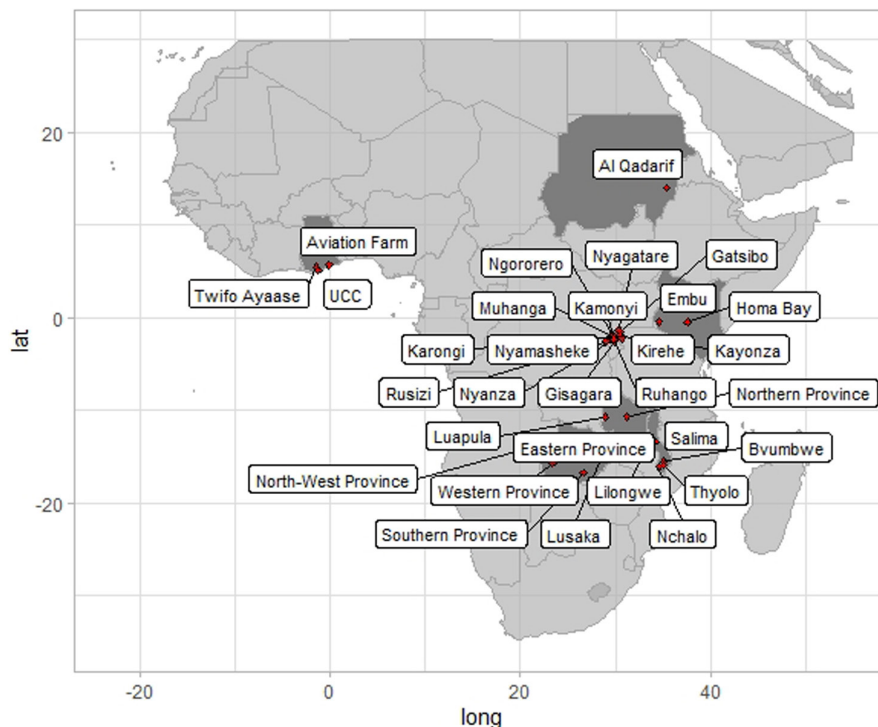 20
Al Qadarif
Aviation Farm
Nyagatare
Gatsibo
Ngororero
Twifo Ayaase
UCC
Embu
Homa Bay
Muhanga
Kamonyi
lat
0
Karongi
Nyamasheke
Kirehe
Kayonza
Rusizi
Nyanza
Gisagara
Ruhango
Northern Province
Luapula
Eastern Province
Salima
Bvumbwe
North-West Province
Western Province
Lilongwe
Thyolo
-20
Southern Province
Lusaka
Nchalo
-20
0
20
40
long